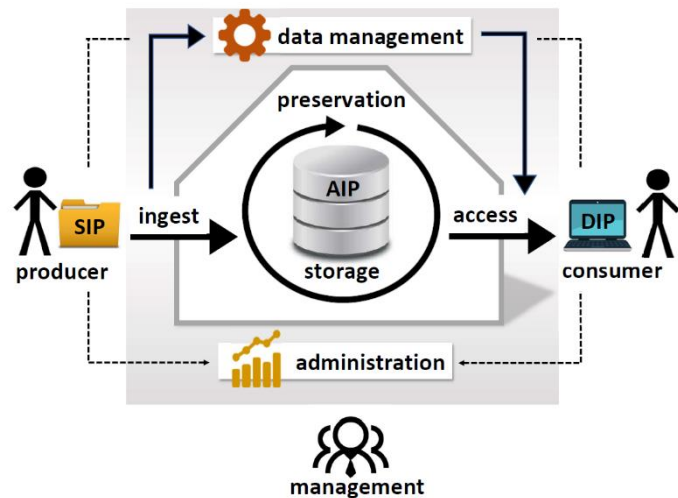 data management
preservation
AIP
SIP
ingest
access
DIP
producer
storage
consumer
administration
management